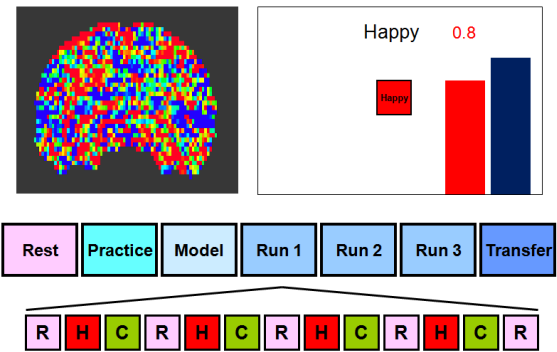 Happy 0.8
Happy
Rest Practice Model Run 1 Run 2 Run 3 Transfer
R H C R H C R H C R H C R